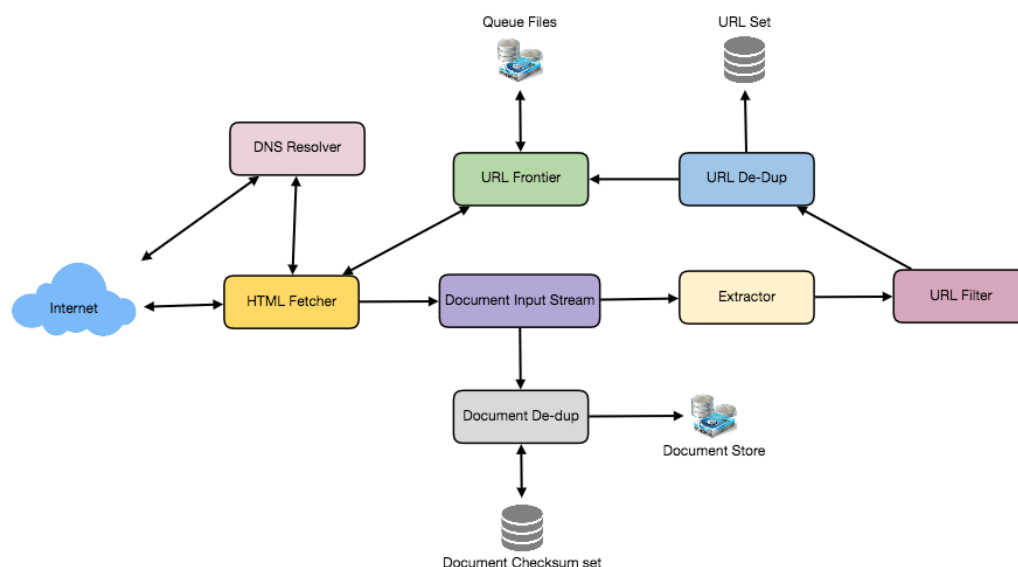 Queue Files
URL Set
DNS Resolver
URL Frontier
URL De-Dup
Internet
HTML Fetcher
Document Input Stream
Extractor
URL Filter
Document De-dup
Document Store
Document Checksum set